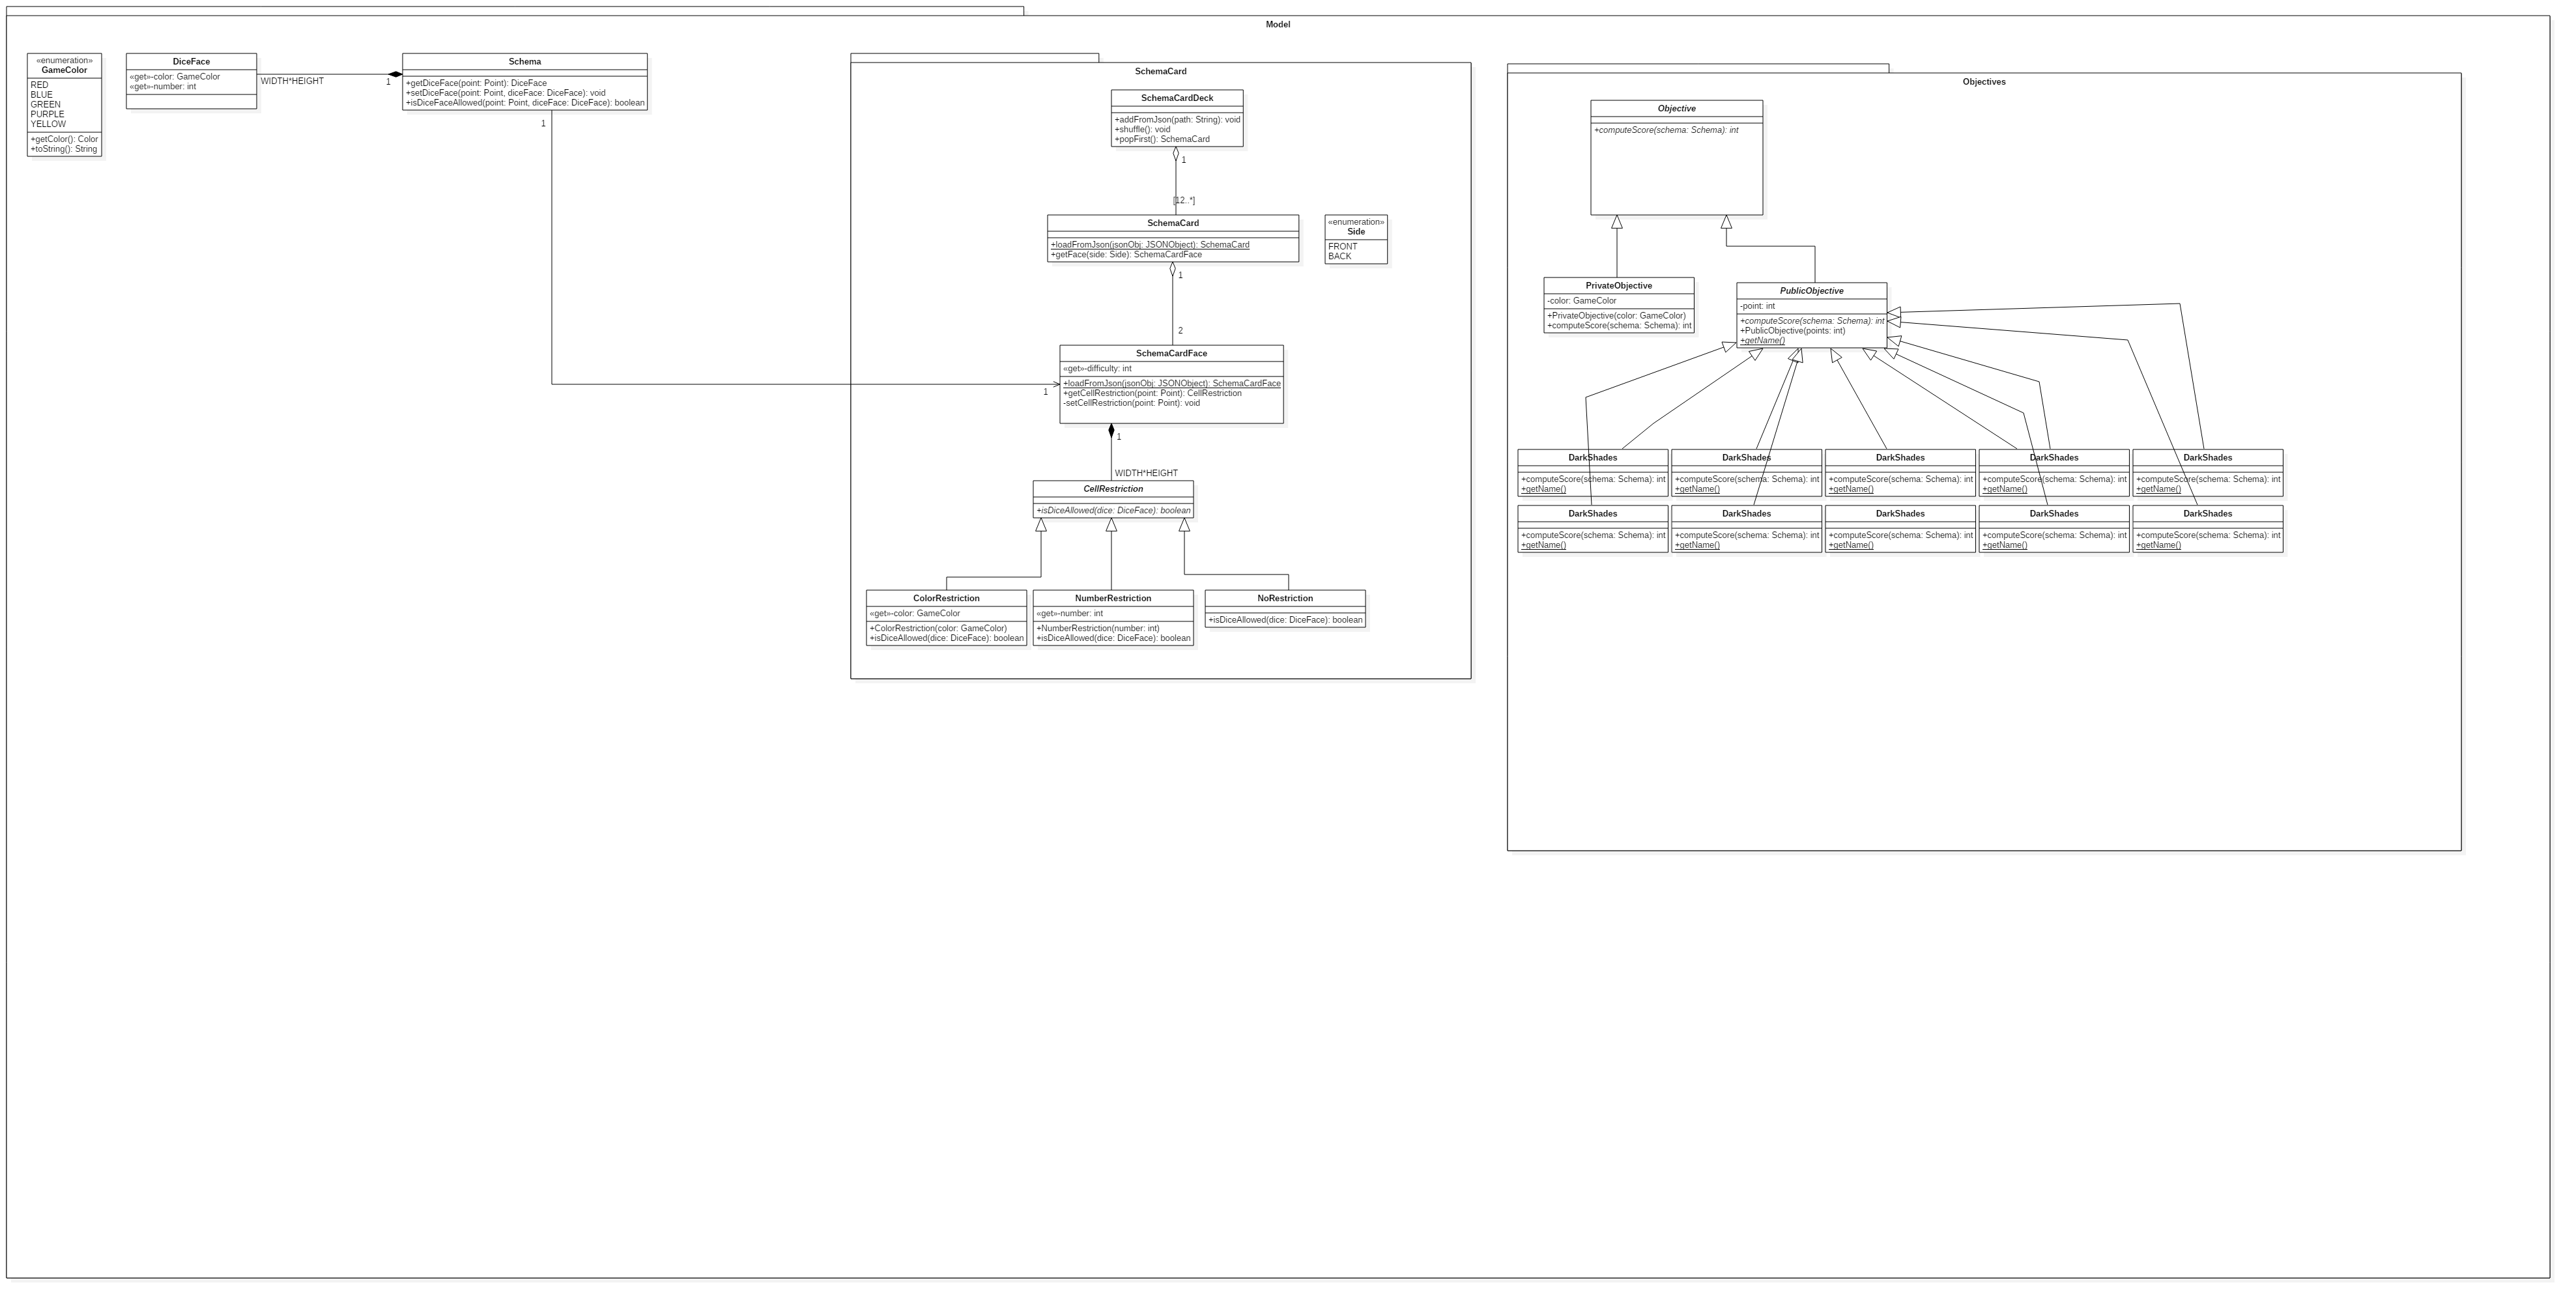 Model
«enumeration»
GameColor
RED
BLUE
GREEN
PURPLE
YELLOW
+getColor(): Color
+toString(): String
DiceFace
«get»-color: GameColor
«get»-number: int
WIDTH*HEIGHT
1
Schema
+getDiceFace(point: Point): DiceFace
+setDiceFace(point: Point, diceFace: DiceFace): void
+isDiceFaceAllowed(point: Point, diceFace: DiceFace): boolean
1
1
SchemaCard
SchemaCardDeck
+addFromJson(path: String): void
+shuffle(): void
+popFirst(): SchemaCard
1
[12..*]
SchemaCard
+loadFromJson(jsonObj: JSONObject): SchemaCard
+getFace(side: Side): SchemaCardFace
«enumeration»
Side
FRONT
BACK
1
2
SchemaCardFace
«get»-difficulty: int
+loadFromJson(jsonObj: JSONObject): SchemaCardFace
+getCellRestriction(point: Point): CellRestriction
-setCellRestriction(point: Point): void
1
WIDTH*HEIGHT
CellRestriction
+isDiceAllowed(dice: DiceFace): boolean
ColorRestriction
«get»-color: GameColor
+ColorRestriction(color: GameColor)
+isDiceAllowed(dice: DiceFace): boolean
NumberRestriction
«get»-number: int
+NumberRestriction(number: int)
+isDiceAllowed(dice: DiceFace): boolean
NoRestriction
+isDiceAllowed(dice: DiceFace): boolean
Objectives
Objective
+computeScore(schema: Schema): int
PrivateObjective
-color: GameColor
+PrivateObjective(color: GameColor)
+computeScore(schema: Schema): int
PublicObjective
-point: int
+computeScore(schema: Schema): int
+PublicObjective(points: int)
+getName()
DarkShades
+computeScore(schema: Schema): int
+getName()
DarkShades
+computeScore(schema: Schema): int
+getName()
DarkShades
+computeScore(schema: Schema): int
+getName()
DarkShades
+computeScore(schema: Schema): int
+getName()
DarkShades
+computeScore(schema: Schema): int
+getName()
DarkShades
+computeScore(schema: Schema): int
+getName()
DarkShades
+computeScore(schema: Schema): int
+getName()
DarkShades
+computeScore(schema: Schema): int
+getName()
DarkShades
+computeScore(schema: Schema): int
+getName()
DarkShades
+computeScore(schema: Schema): int
+getName()